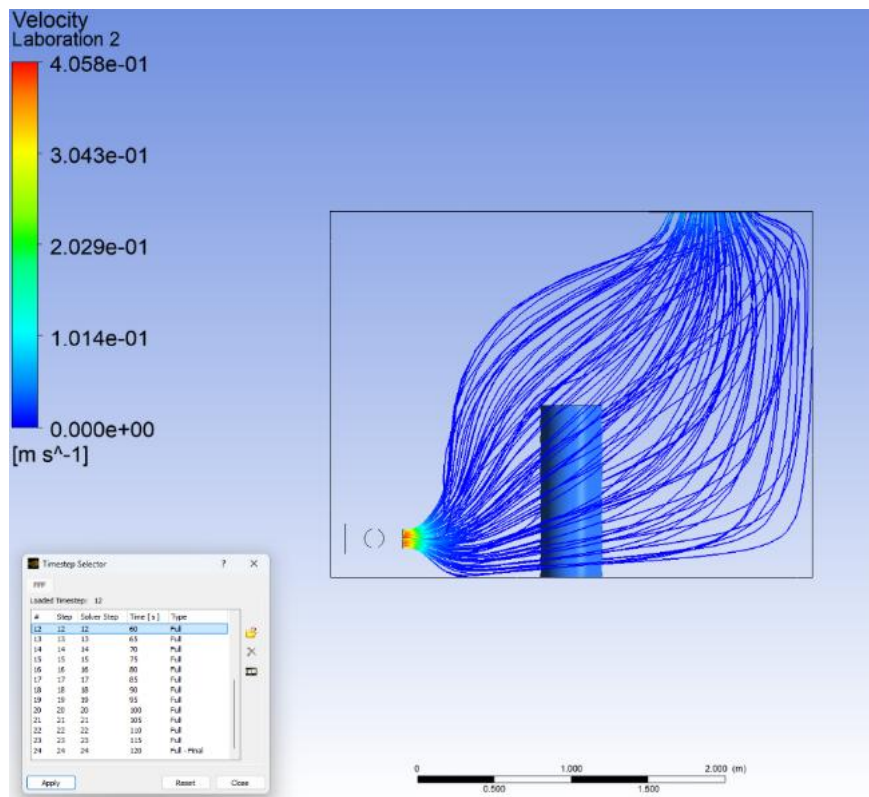 Velocity
Laboration 2
4.058e-01
3.043e-01
2.029e-01
1.014e-01
0.000e+00
[m s^-1]
Timestep Selector ? ×
FFF
Loaded Timestep: 12
# Step Solver Step Time [s] Type
12 12 12 60 Full
13 13 13 65 Full
14 14 14 70 Full
15 15 15 75 Full
16 16 16 80 Full
17 17 17 85 Full
18 18 18 90 Full
19 19 19 95 Full
20 20 20 100 Full
21 21 21 105 Full
22 22 22 110 Full
23 23 23 115 Full
24 24 24 120 Full - Final
Apply Reset Close
0 1.000 2.000 (m)
0.500 1.500